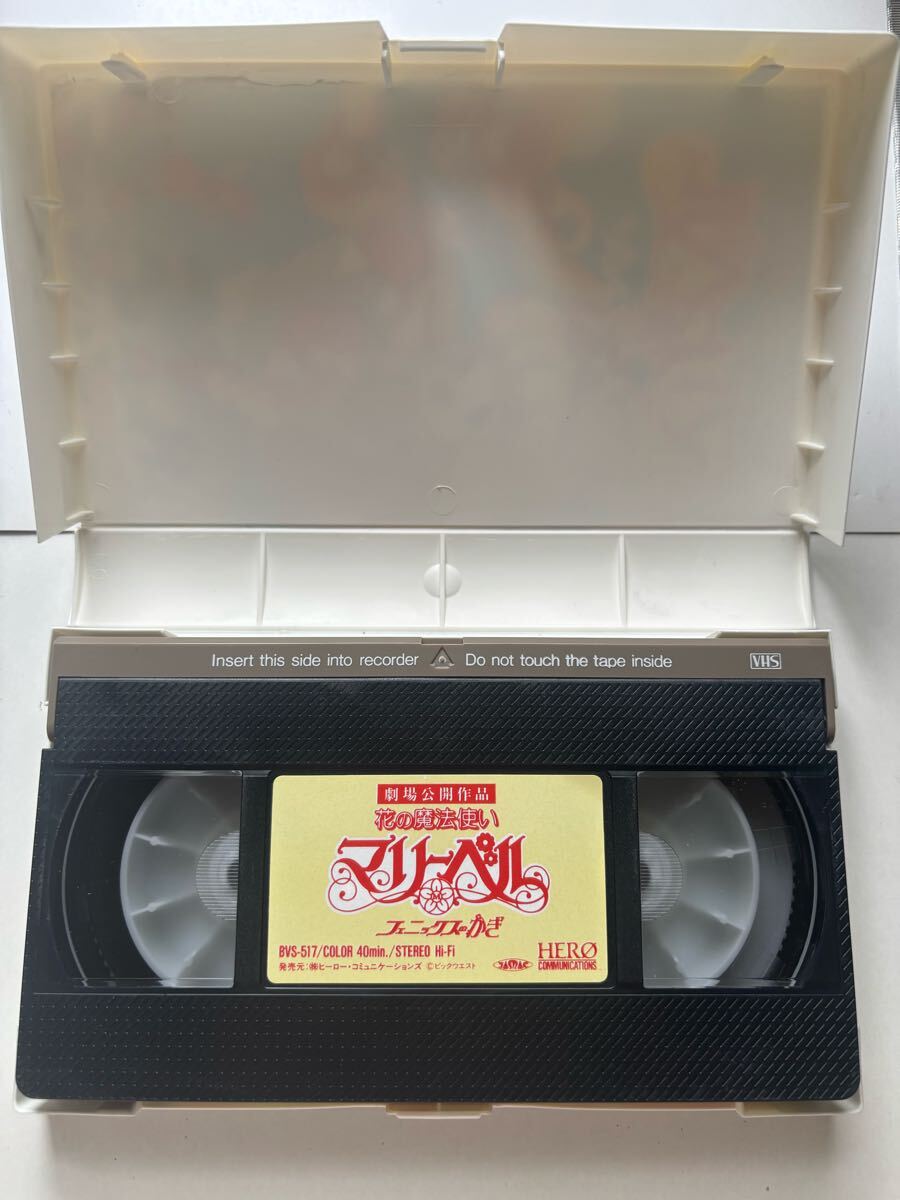 Insert this side into recorder Do not touch the tape inside VHS
劇場公開作品
花の魔法使い
マリーベル
M
フェニックスのかぎ
BVS-517/COLOR 40min./STEREO Hi-Fi
発売元:㈱ヒーロー・コミュニケーションズ ©ビックウエスト
JASRAC
HERØ
COMMUNICATIONS